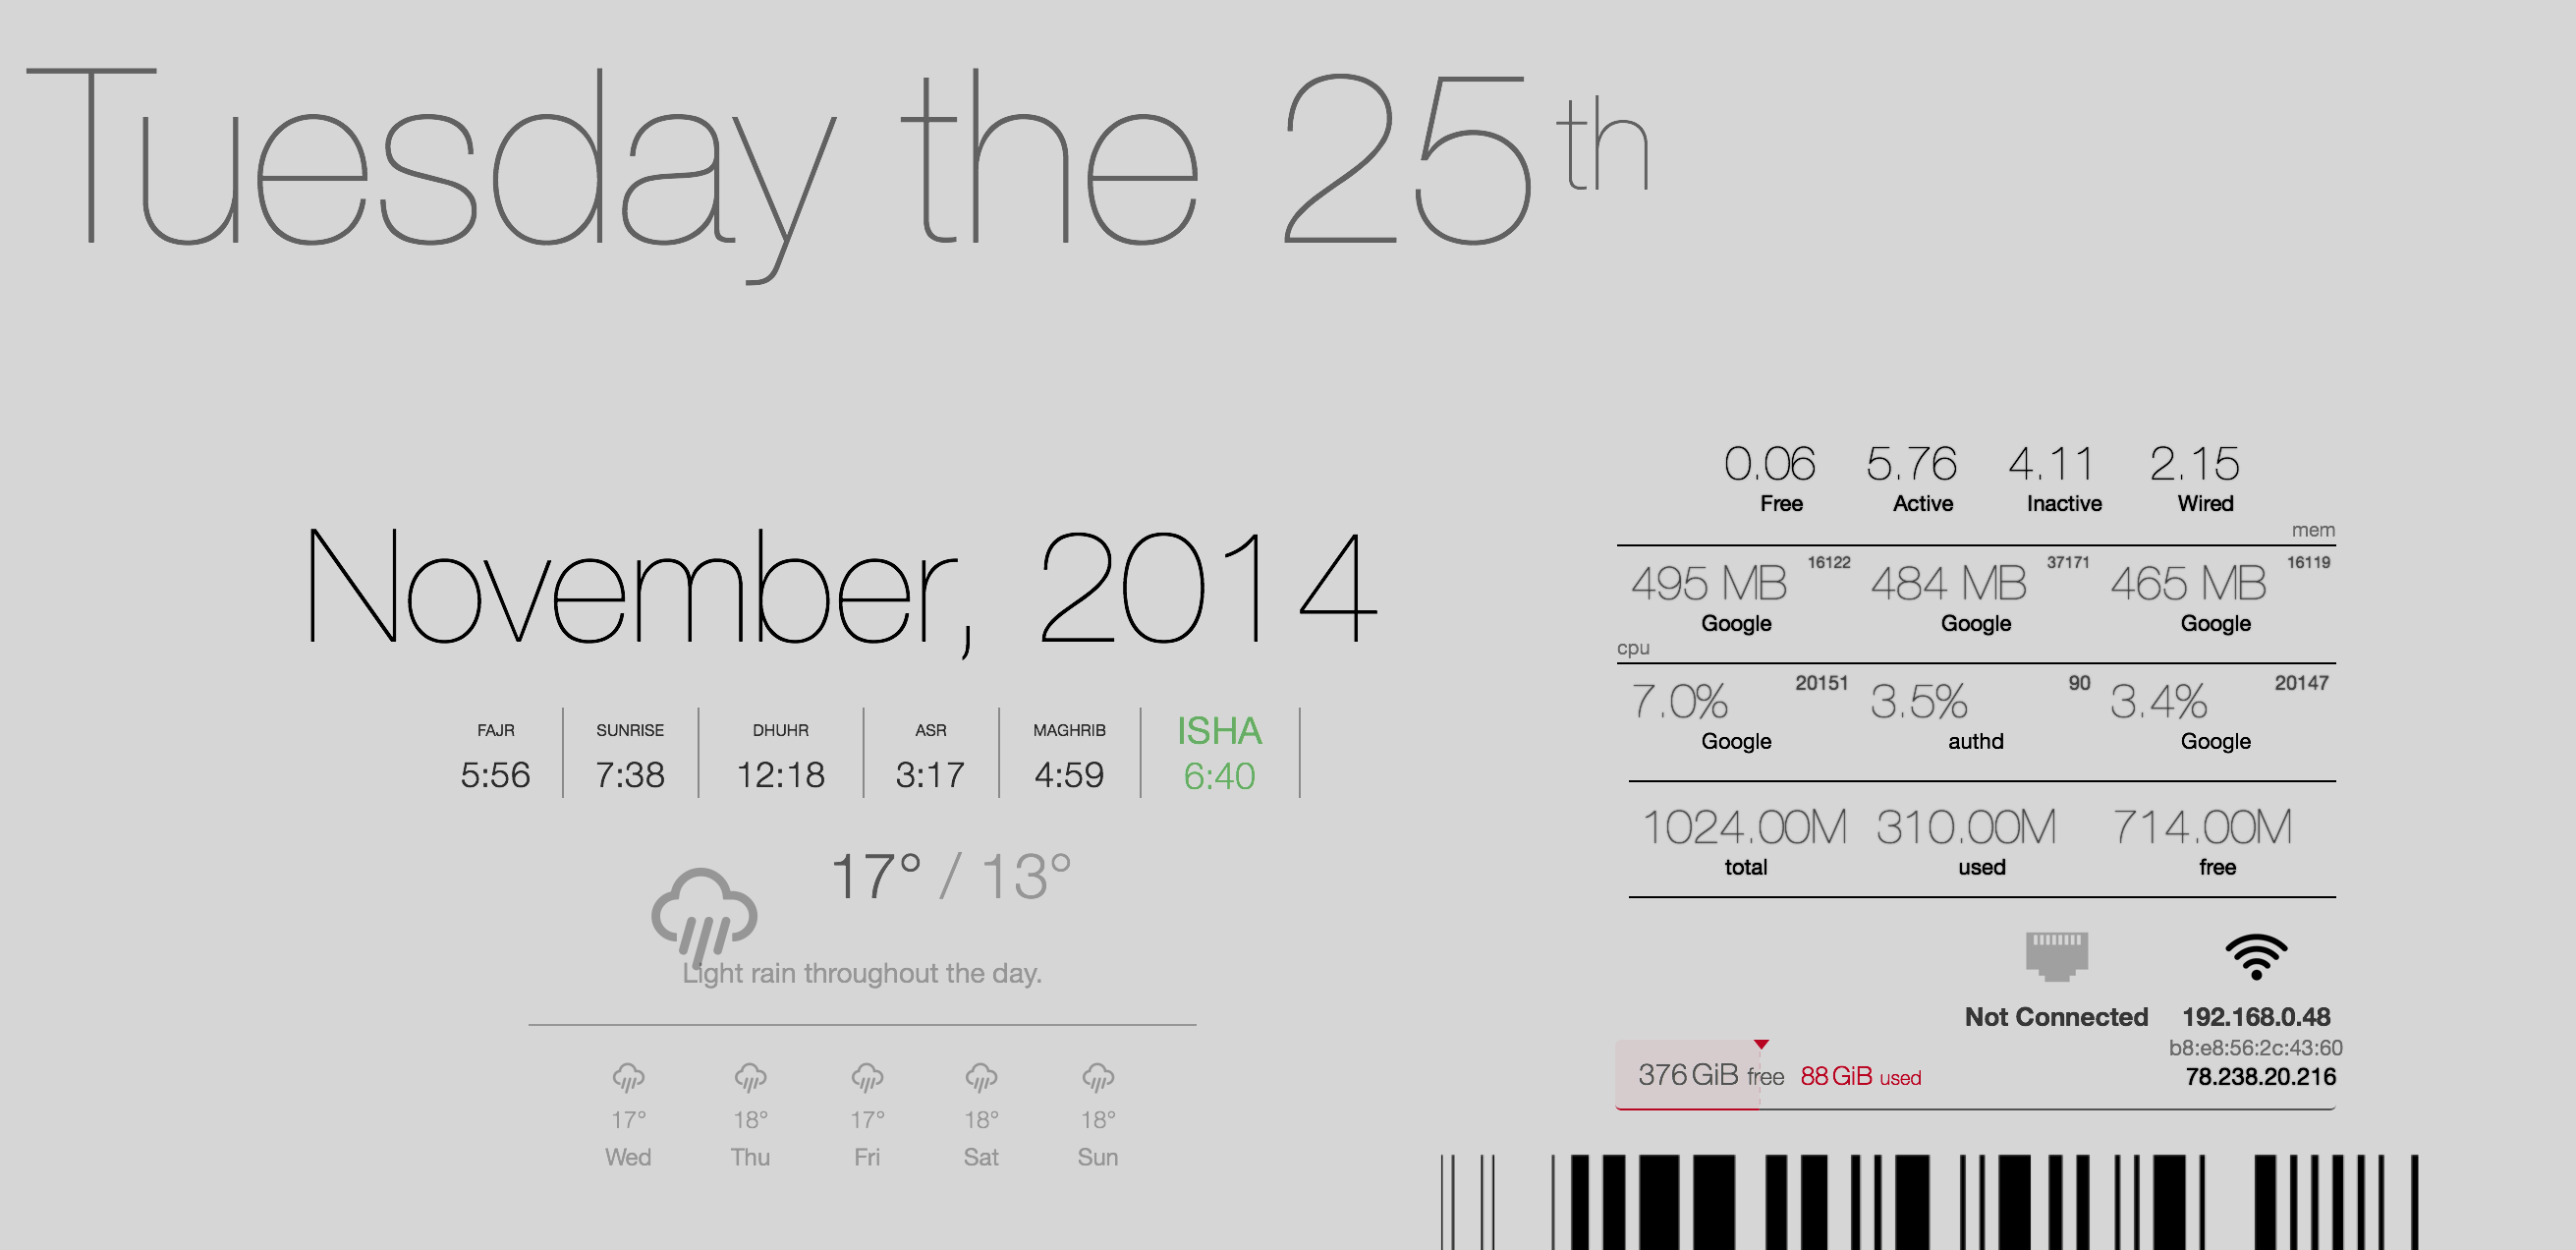 Tuesday the 25th
November, 2014
FAJR SUNRISE DHUHR ASR MAGHRIB ISHA
5:56 7:38 12:18 3:17 4:59 6:40
17° / 13°
Light rain throughout the day.
17° 18° 17° 18° 18°
Wed Thu Fri Sat Sun
0.06 5.76 4.11 2.15
Free Active Inactive Wired
mem
495 MB 16122 484 MB 37171 465 MB 16119
Google Google Google
cpu
7.0% 20151 3.5% 90 3.4% 20147
Google authd Google
1024.00M 310.00M 714.00M
total used free
Not Connected 192.168.0.48
b8:e8:56:2c:43:60
376 GiB free 88 GiB used 78.238.20.216